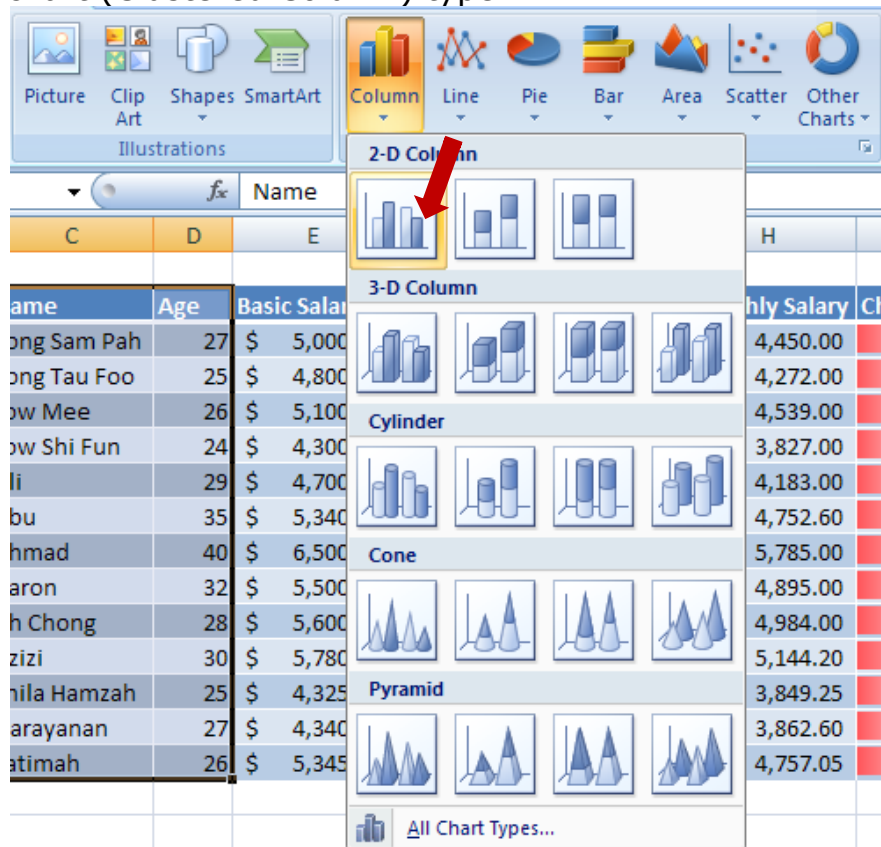 Picture Clip Art Shapes SmartArt Column Line Pie Bar Area Scatter Other Charts
Illustrations
2-D Column
fx Name
C D E H
3-D Column
ame Age Basic Salar hly Salary
ong Sam Pah 27 $ 5,000 4,450.00
ong Tau Foo 25 $ 4,800 4,272.00
ow Mee 26 $ 5,100 4,539.00
Cylinder
ow Shi Fun 24 $ 4,300 3,827.00
li 29 $ 4,700 4,183.00
bu 35 $ 5,340 4,752.60
hmad 40 $ 6,500 5,785.00
Cone
aron 32 $ 5,500 4,895.00
h Chong 28 $ 5,600 4,984.00
zizi 30 $ 5,780 5,144.20
nila Hamzah 25 $ 4,325 3,849.25
Pyramid
arayanan 27 $ 4,340 3,862.60
atimah 26 $ 5,345 4,757.05
All Chart Types...